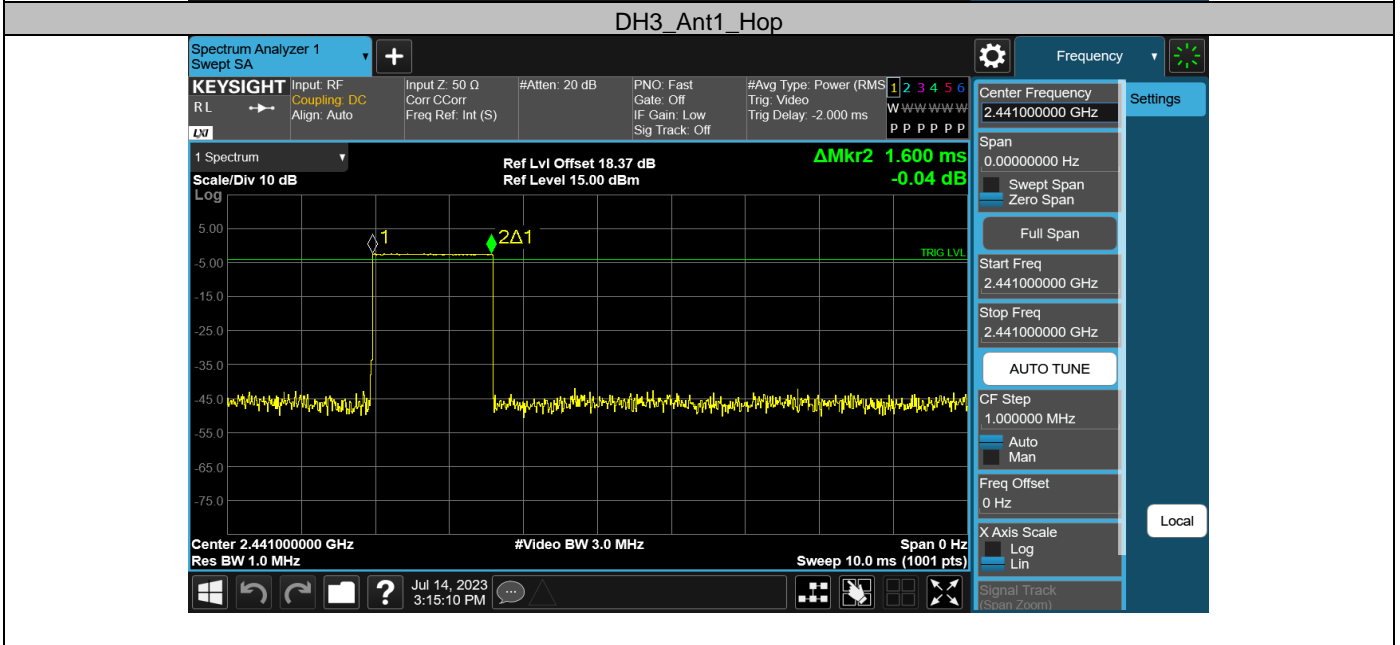 DH3_Ant1_Hop
Spectrum Analyzer 1
Swept SA
Frequency
KEYSIGHT
RL
LXI
Input: RF
Coupling: DC
Align: Auto
Input Z: 50 Ω
Corr CCorr
Freq Ref: Int (S)
#Atten: 20 dB
PNO: Fast
Gate: Off
IF Gain: Low
Sig Track: Off
#Avg Type: Power (RMS
Trig: Video
Trig Delay: -2.000 ms
1 2 3 4 5 6
W W W W W W
P P P P P P
1 Spectrum
Scale/Div 10 dB
Log
Ref Lvl Offset 18.37 dB
Ref Level 15.00 dBm
ΔMkr2 1.600 ms
-0.04 dB
5.00
-5.00
-15.0
-25.0
-35.0
-45.0
-55.0
-65.0
-75.0
1
2Δ1
TRIG LVL
Center 2.441000000 GHz
Res BW 1.0 MHz
#Video BW 3.0 MHz
Span 0 Hz
Sweep 10.0 ms (1001 pts)
Center Frequency
2.441000000 GHz
Settings
Span
0.00000000 Hz
Swept Span
Zero Span
Full Span
Start Freq
2.441000000 GHz
Stop Freq
2.441000000 GHz
AUTO TUNE
CF Step
1.000000 MHz
Auto
Man
Freq Offset
0 Hz
X Axis Scale
Log
Lin
Signal Track
(Span Zoom)
Local
?
Jul 14, 2023
3:15:10 PM